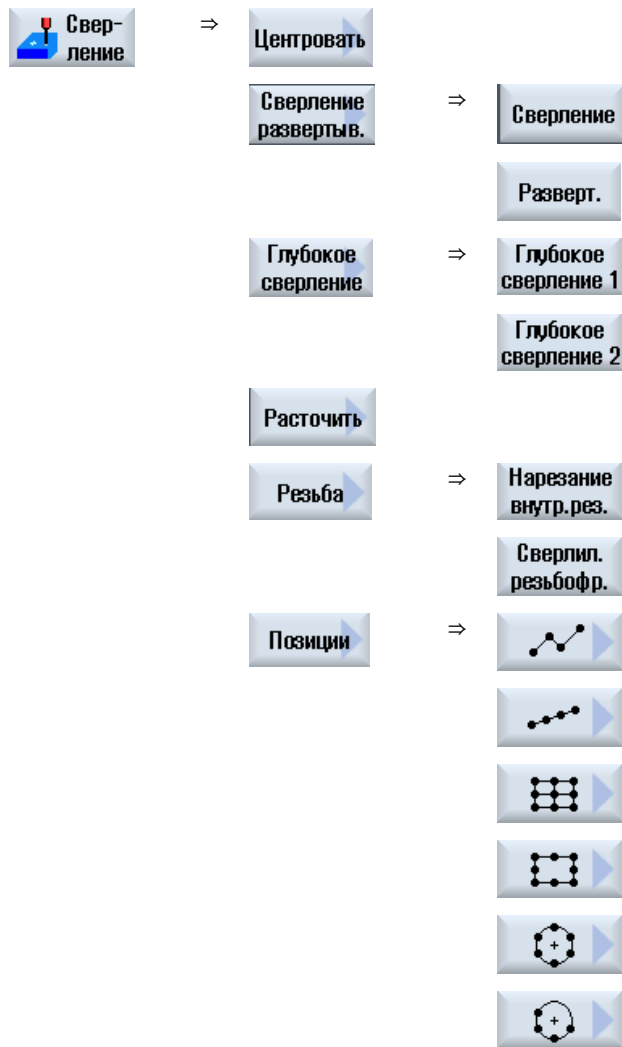 Свер-
ление
⇒
Центровать
Сверление
развертыв.
⇒
Сверление
Разверт.
Глубокое
сверление
⇒
Глубокое
сверление 1
Глубокое
сверление 2
Расточить
Резьба
⇒
Нарезание
внутр.рез.
Сверлил.
резьбофр.
Позиции
⇒